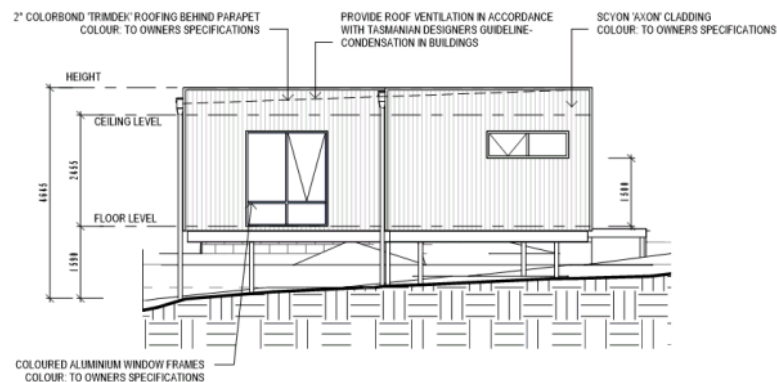 2° COLORBOND 'TRIMDEK' ROOFING BEHIND PARAPET
COLOUR: TO OWNERS SPECIFICATIONS
PROVIDE ROOF VENTILATION IN ACCORDANCE
WITH TASMANIAN DESIGNERS GUIDELINE-
CONDENSATION IN BUILDINGS
SCYON 'AXON' CLADDING
COLOUR: TO OWNERS SPECIFICATIONS
HEIGHT
CEILING LEVEL
2455
4665
1500
FLOOR LEVEL
1590
COLOURED ALUMINIUM WINDOW FRAMES
COLOUR: TO OWNERS SPECIFICATIONS